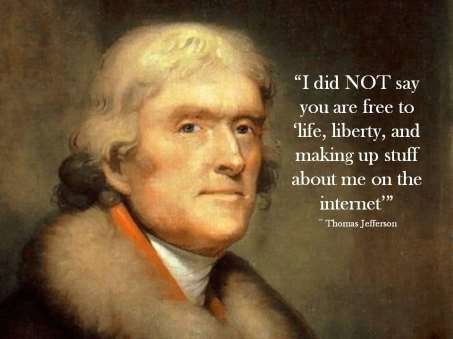 “I did NOT say
you are free to
‘life, liberty, and
making up stuff
about me on the
internet’”
~ Thomas Jefferson